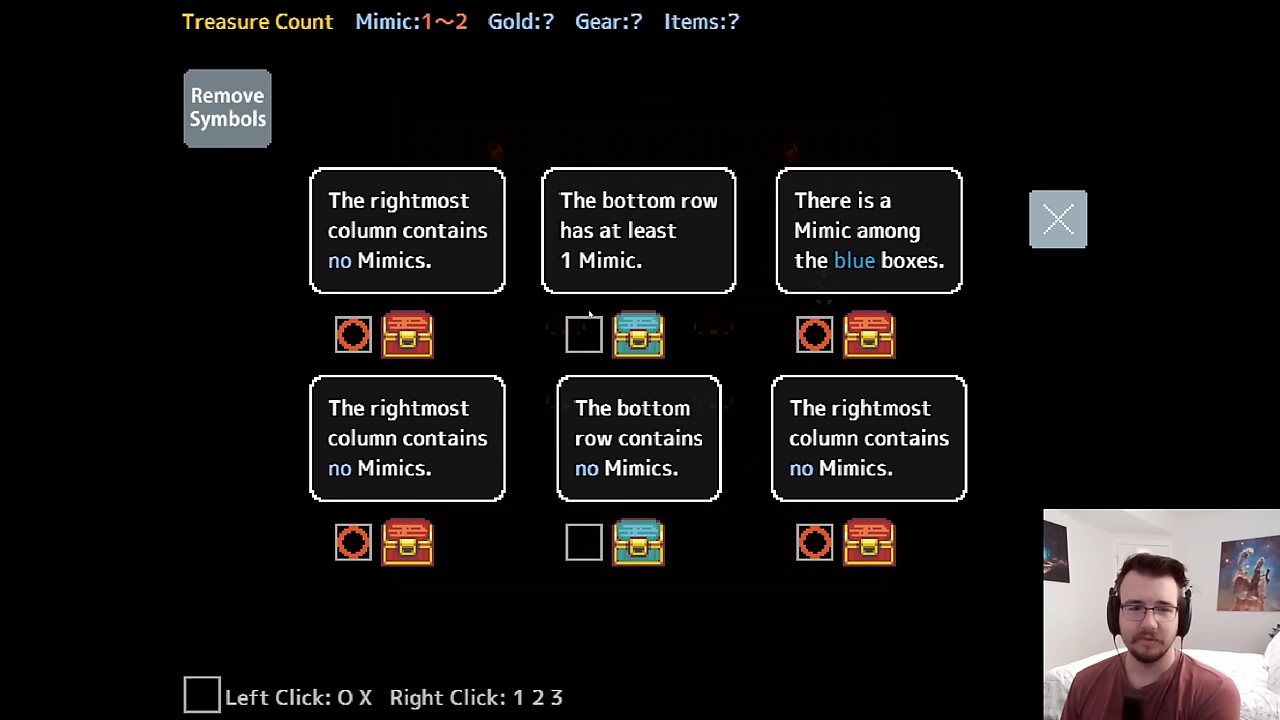 Treasure Count Mimic:1～2 Gold:? Gear:? Items:?
Remove
Symbols
The rightmost
column contains
no Mimics.
The bottom row
has at least
1 Mimic.
There is a
Mimic among
the blue boxes.
The rightmost
column contains
no Mimics.
The bottom
row contains
no Mimics.
The rightmost
column contains
no Mimics.
Left Click: O X Right Click: 1 2 3